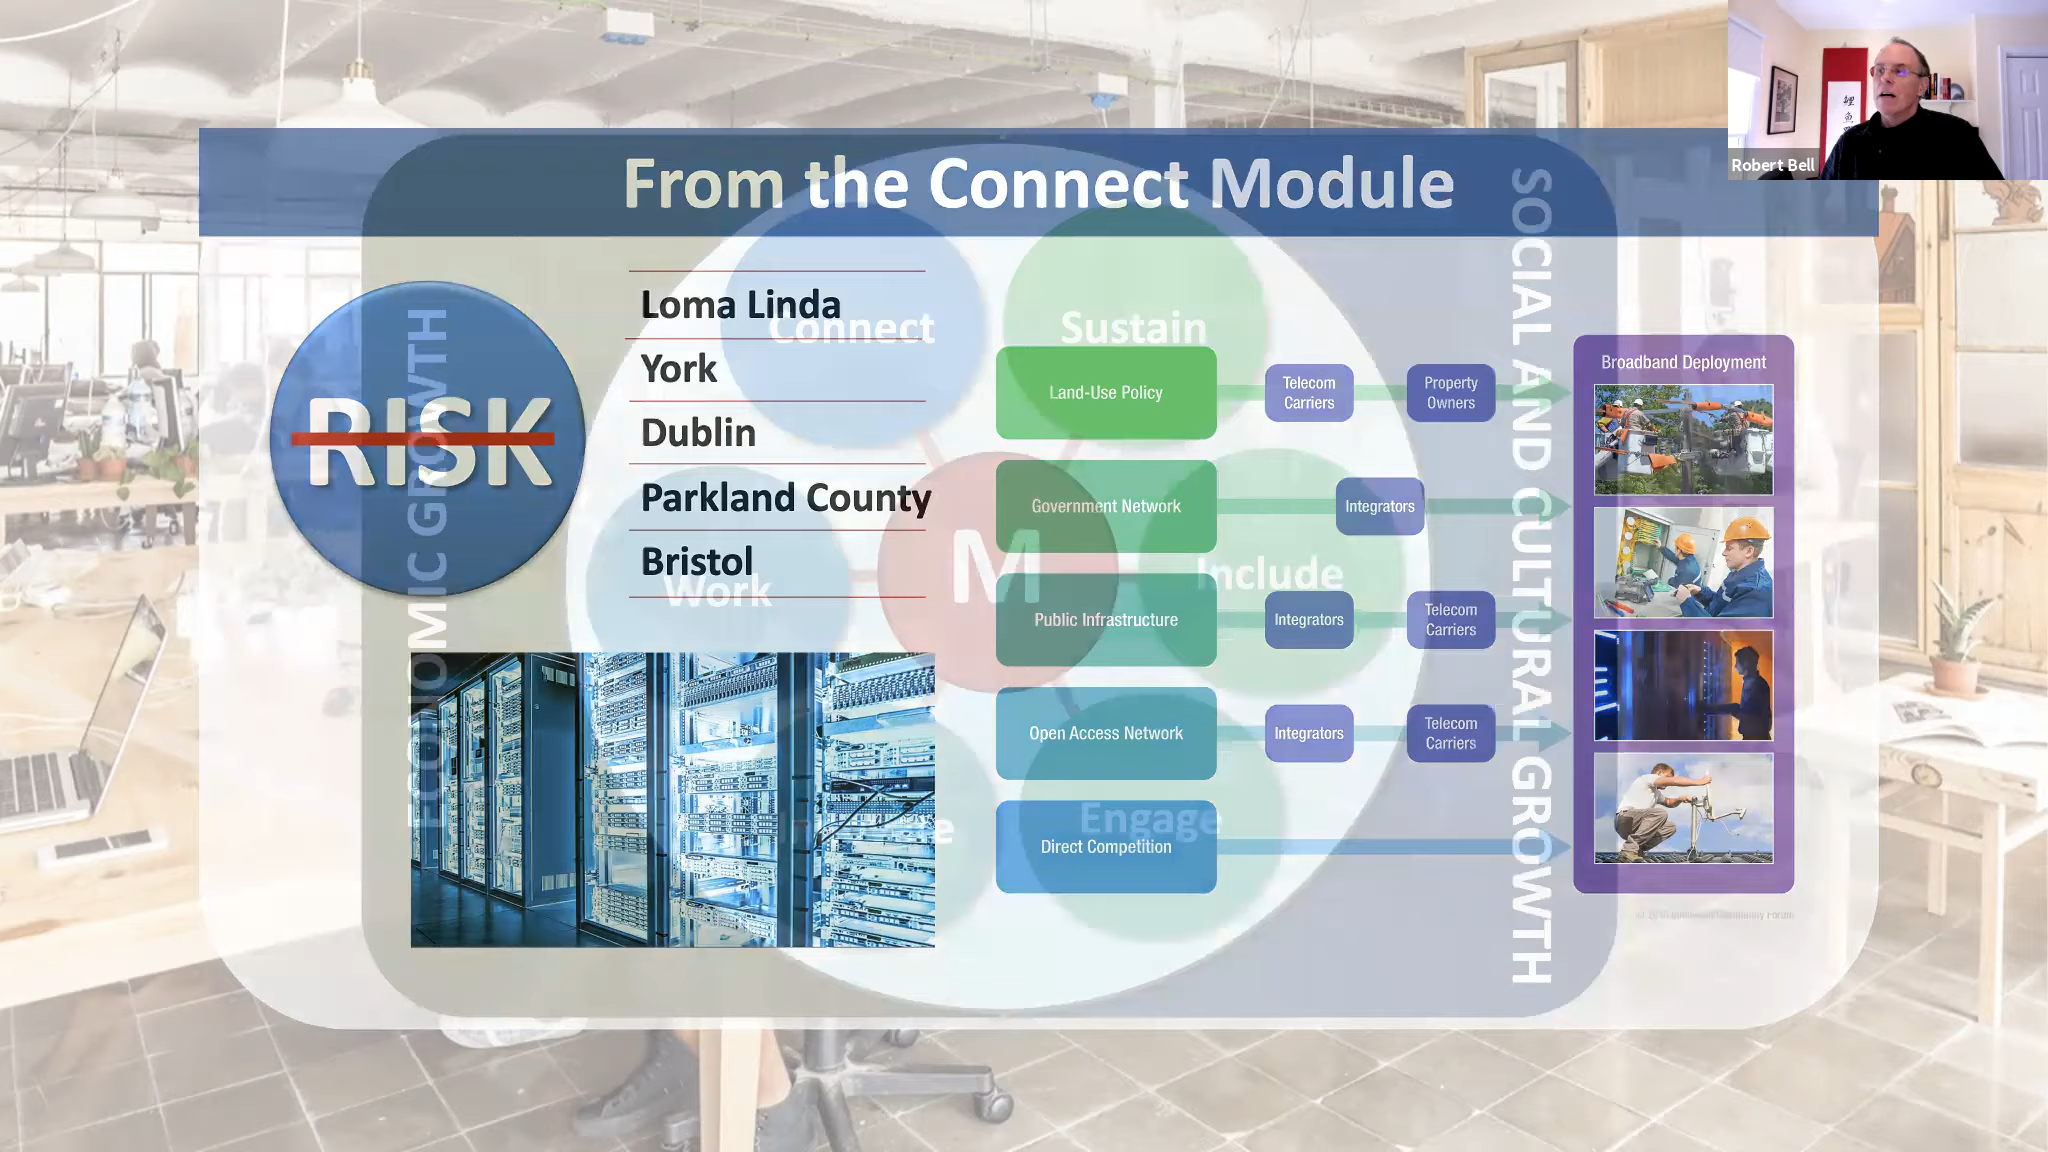 From the Connect Module
Robert Bell
RISK
ECONOMIC GROWTH
SOCIAL AND CULTURAL GROWTH
Loma Linda
York
Dublin
Parkland County
Bristol
Connect
Sustain
Work
M
Include
Engage
Land-Use Policy
Telecom
Carriers
Property
Owners
Government Network
Integrators
Public Infrastructure
Integrators
Telecom
Carriers
Open Access Network
Integrators
Telecom
Carriers
Direct Competition
Broadband Deployment